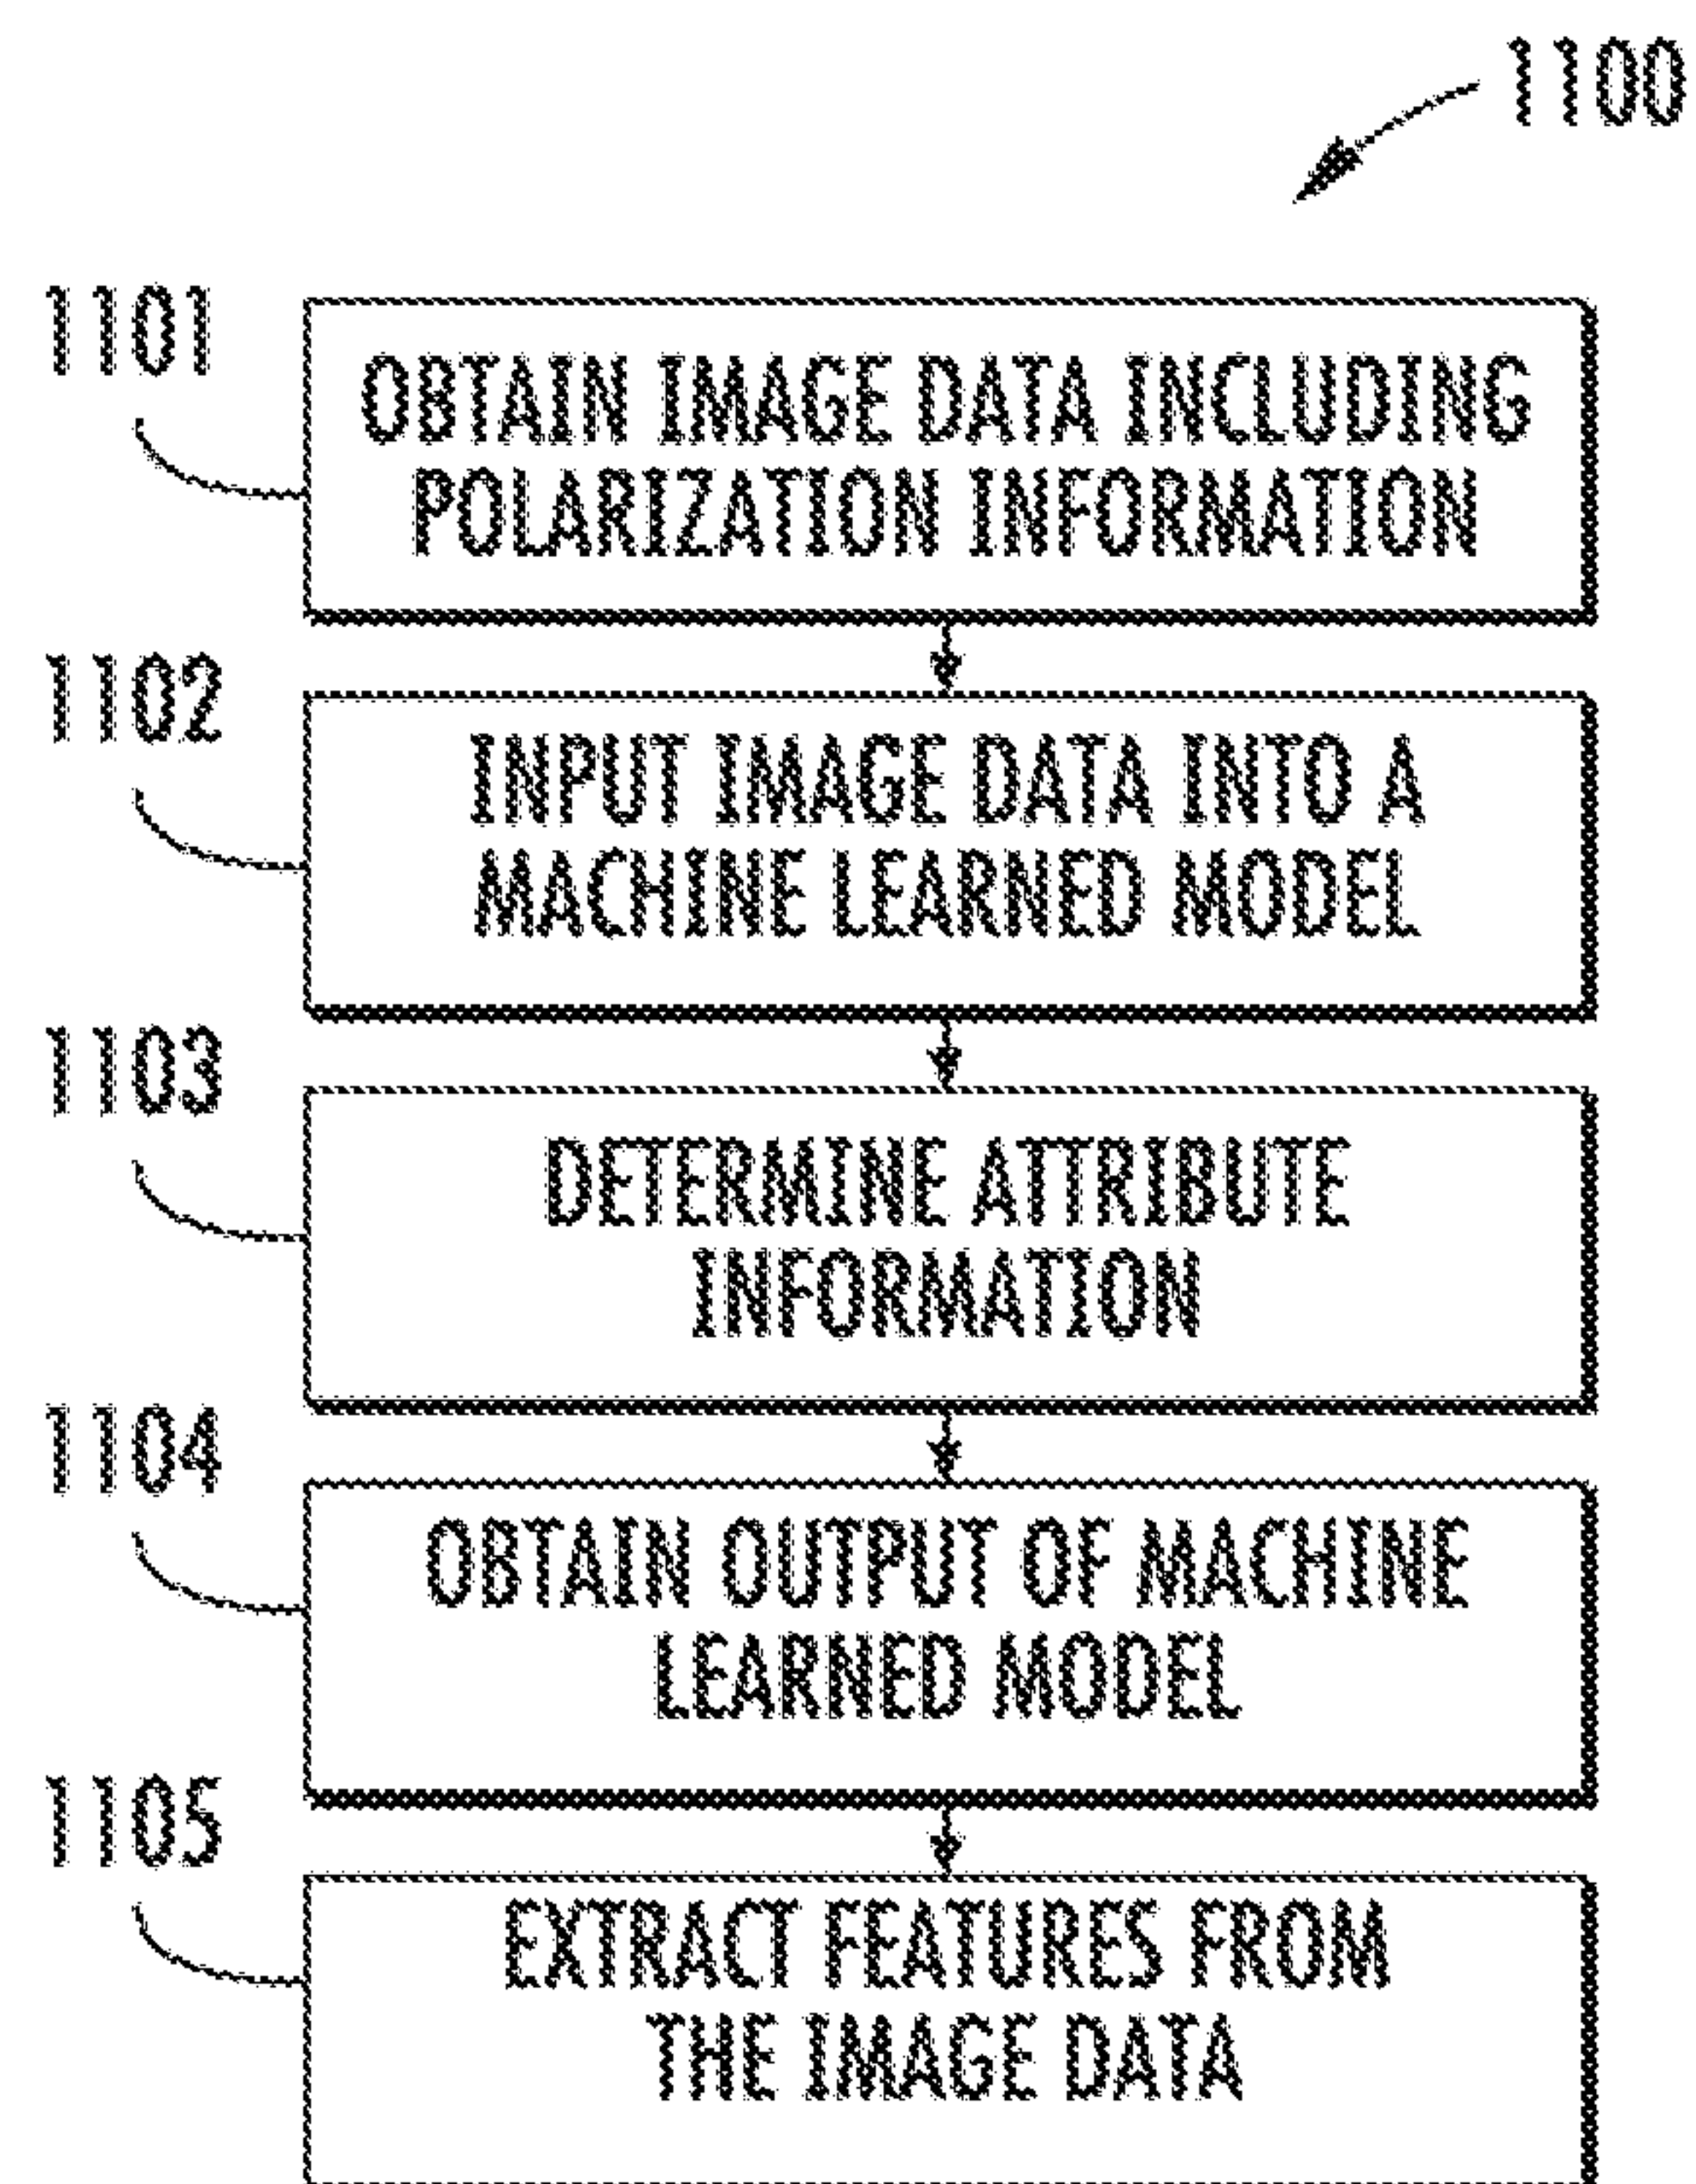 1100
1101
OBTAIN IMAGE DATA INCLUDING
POLARIZATION INFORMATION
1102
INPUT IMAGE DATA INTO A
MACHINE LEARNED MODEL
1103
DETERMINE ATTRIBUTE
INFORMATION
1104
OBTAIN OUTPUT OF MACHINE
LEARNED MODEL
1105
EXTRACT FEATURES FROM
THE IMAGE DATA